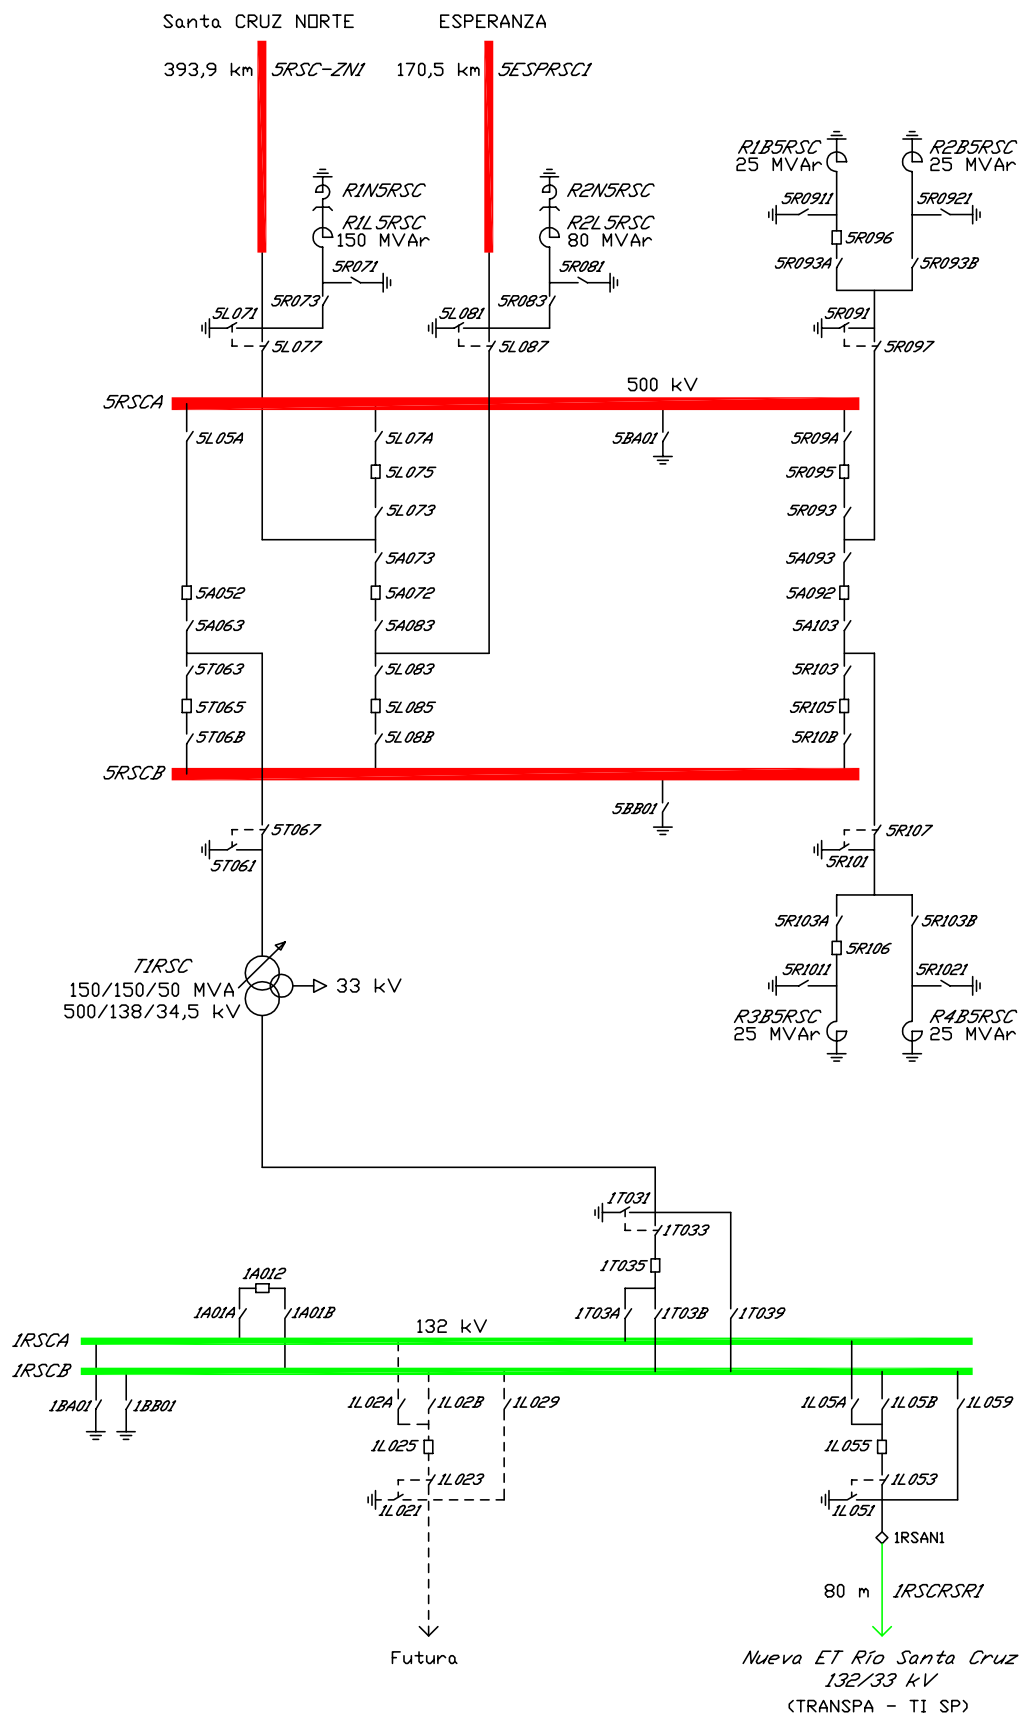 Santa CRUZ NORTE
ESPERANZA
393,9 km
5RSC-ZN1
170,5 km
5ESPRSC1
R1B5RSC
25 MVAr
R2B5RSC
25 MVAr
R1N5RSC
R1L5RSC
150 MVAr
R2N5RSC
R2L5RSC
80 MVAr
5R0911
5R0921
5R096
5R093A
5R093B
5R071
5R073
5R081
5R083
5L071
5L077
5L081
5L087
5R091
5R097
500 kV
5RSCA
5L05A
5L07A
5BA01
5R09A
5L075
5R095
5L073
5R093
5A073
5A093
5A052
5A072
5A092
5A063
5A083
5A103
5T063
5L083
5R103
5T065
5L085
5R105
5T06B
5L08B
5R10B
5RSCB
5BB01
5T067
5T061
5R107
5R101
5R103A
5R103B
5R106
5R1011
5R1021
T1RSC
150/150/50 MVA
500/138/34,5 kV
33 kV
R3B5RSC
25 MVAr
R4B5RSC
25 MVAr
1T031
1T033
1T035
1A012
1A01A
1A01B
1T03A
1T03B
1T039
132 kV
1RSCA
1RSCB
1BA01
1BB01
1L02A
1L02B
1L029
1L05A
1L05B
1L059
1L025
1L055
1L023
1L053
1L021
1L051
1RSAN1
80 m
1RSCRSR1
Futura
Nueva ET Río Santa Cruz
132/33 kV
(TRANSPA - TI SP)